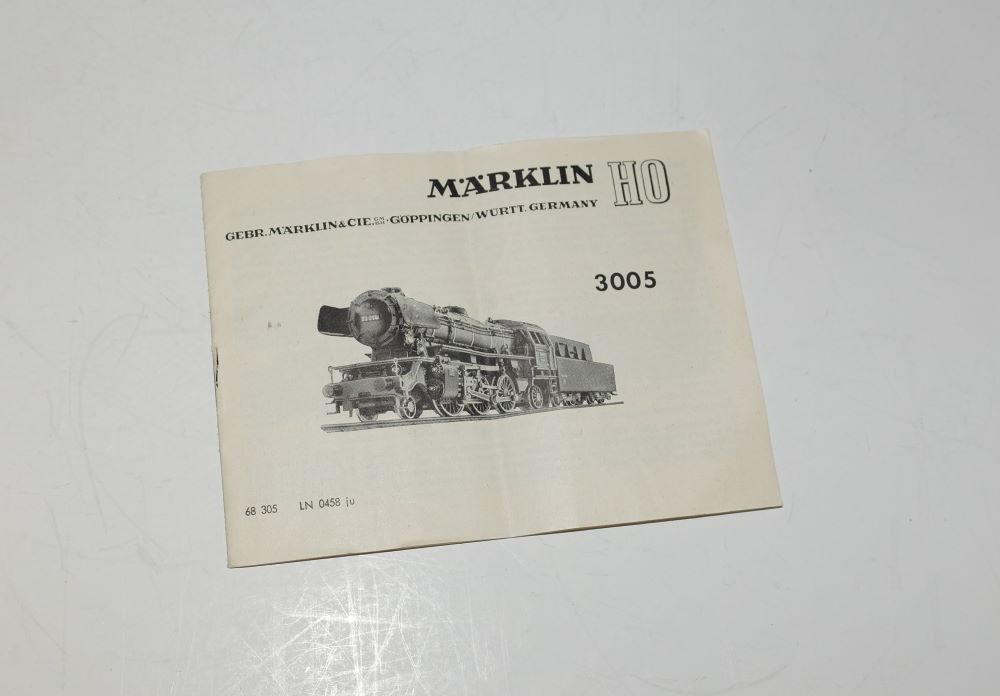 MÄRKLIN HO
GEBR. MÄRKLIN & CIE. G.M.B.H. · GÖPPINGEN/WÜRTT. GERMANY
3005
68 305 LN 0458 ju